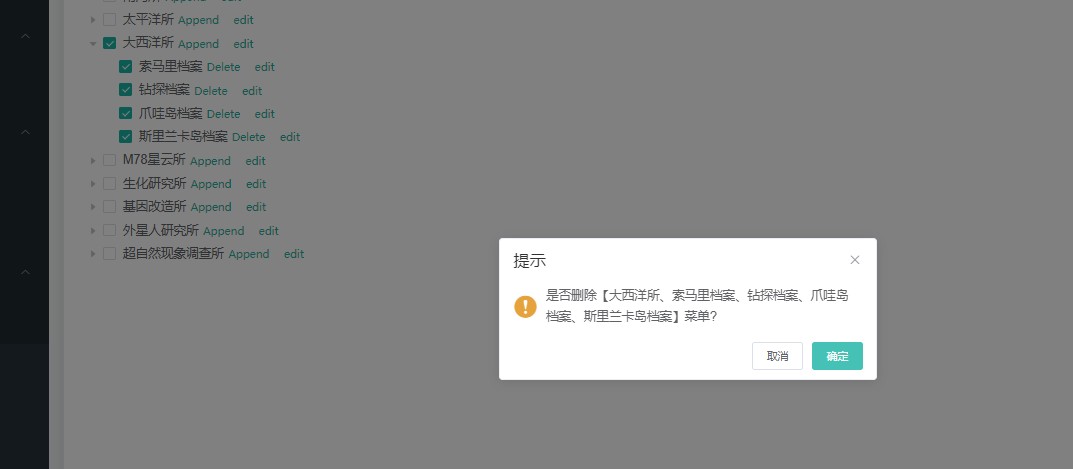 太平洋所 Append edit
大西洋所 Append edit
索马里档案 Delete edit
钻探档案 Delete edit
爪哇岛档案 Delete edit
斯里兰卡岛档案 Delete edit
M78星云所 Append edit
生化研究所 Append edit
基因改造所 Append edit
外星人研究所 Append edit
超自然现象调查所 Append edit
提示
是否删除【大西洋所、索马里档案、钻探档案、爪哇岛
档案、斯里兰卡岛档案】菜单?
取消 确定